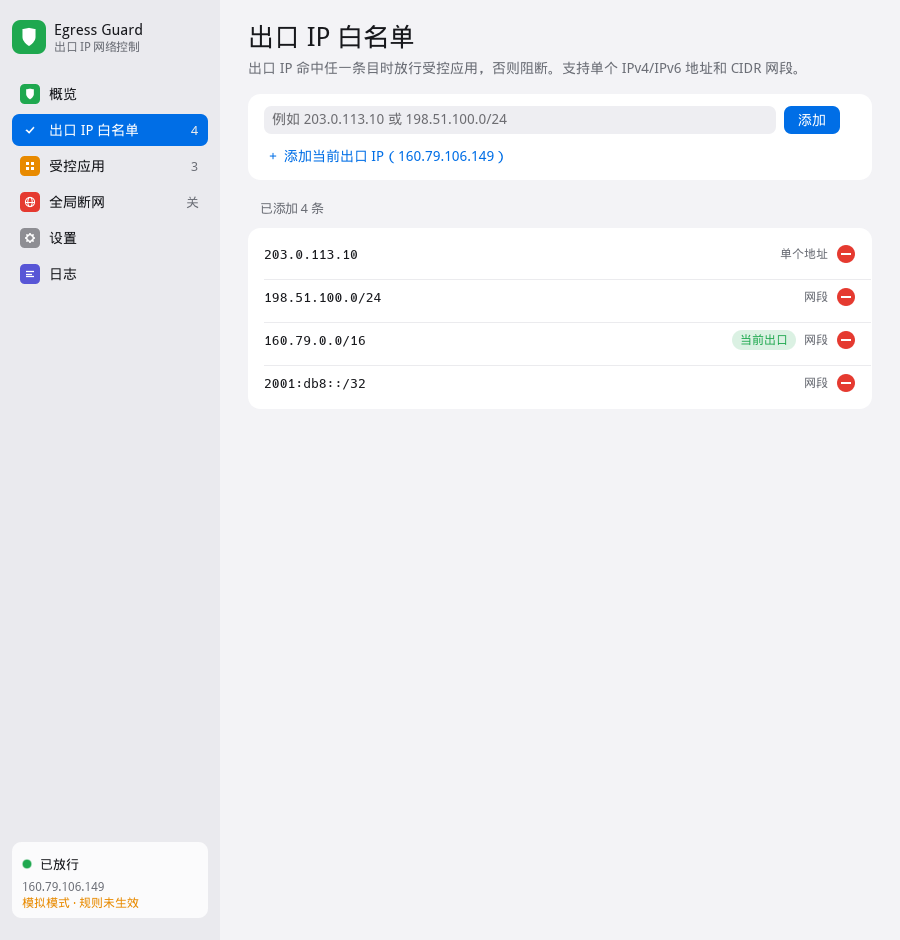 Egress Guard
出口 IP 网络控制
概览
出口 IP 白名单 4
受控应用 3
全局断网 关
设置
日志
已放行
160.79.106.149
模拟模式 · 规则未生效
出口 IP 白名单
出口 IP 命中任一条目时放行受控应用，否则阻断。支持单个 IPv4/IPv6 地址和 CIDR 网段。
例如 203.0.113.10 或 198.51.100.0/24 添加
+ 添加当前出口 IP（160.79.106.149）
已添加 4 条
203.0.113.10 单个地址
198.51.100.0/24 网段
160.79.0.0/16 当前出口 网段
2001:db8::/32 网段